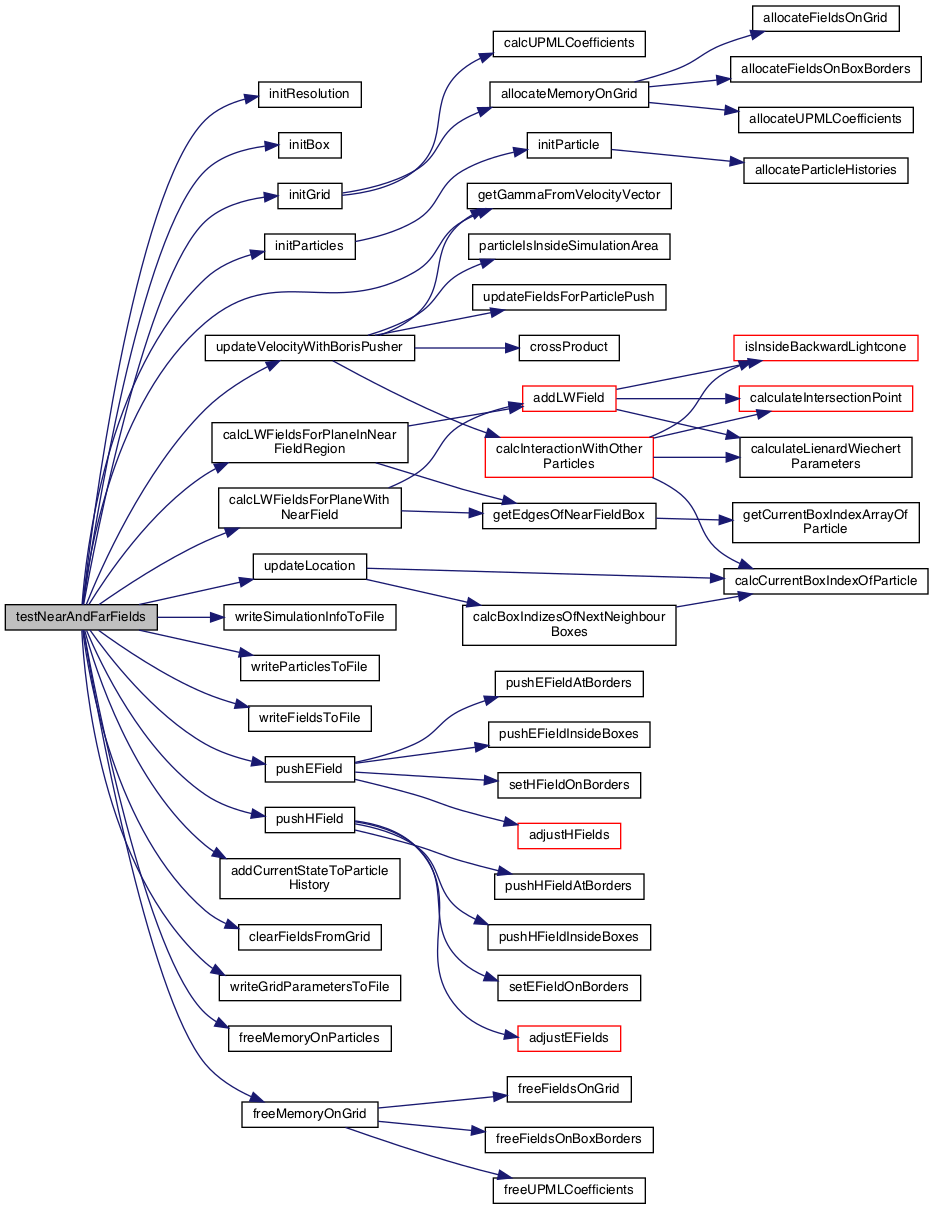 allocateFieldsOnGrid
calcUPMLCoefficients
allocateFieldsOnBoxBorders
initResolution
allocateMemoryOnGrid
allocateUPMLCoefficients
initBox
initParticle
allocateParticleHistories
initGrid
getGammaFromVelocityVector
initParticles
particleIsInsideSimulationArea
updateFieldsForParticlePush
updateVelocityWithBorisPusher
crossProduct
isInsideBackwardLightcone
addLWField
calculateIntersectionPoint
calcLWFieldsForPlaneInNear
FieldRegion
calcInteractionWithOther
Particles
calculateLienardWiechert
Parameters
calcLWFieldsForPlaneWith
NearField
getEdgesOfNearFieldBox
getCurrentBoxIndexArrayOf
Particle
updateLocation
calcCurrentBoxIndexOfParticle
testNearAndFarFields
writeSimulationInfoToFile
calcBoxIndizesOfNextNeighbour
Boxes
writeParticlesToFile
pushEFieldAtBorders
writeFieldsToFile
pushEFieldInsideBoxes
pushEField
setHFieldOnBorders
pushHField
adjustHFields
addCurrentStateToParticle
History
pushHFieldAtBorders
clearFieldsFromGrid
pushHFieldInsideBoxes
writeGridParametersToFile
setEFieldOnBorders
freeMemoryOnParticles
adjustEFields
freeFieldsOnGrid
freeMemoryOnGrid
freeFieldsOnBoxBorders
freeUPMLCoefficients